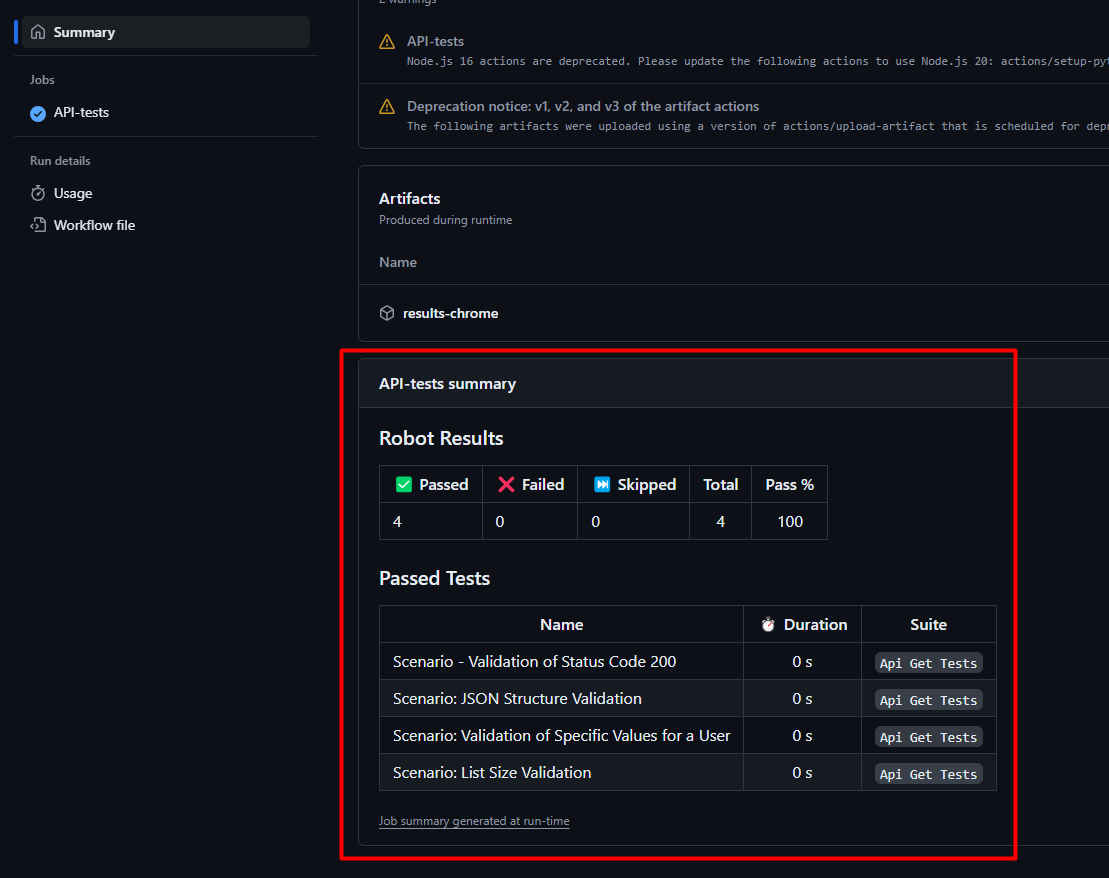 Summary
Jobs
API-tests
Run details
Usage
Workflow file
2 warnings
API-tests
Node.js 16 actions are deprecated. Please update the following actions to use Node.js 20: actions/setup-pyt
Deprecation notice: v1, v2, and v3 of the artifact actions
The following artifacts were uploaded using a version of actions/upload-artifact that is scheduled for depr
Artifacts
Produced during runtime
Name
results-chrome
API-tests summary
Robot Results
✅ Passed ❌ Failed ⏭ Skipped Total Pass %
4 0 0 4 100
Passed Tests
Name ⏱ Duration Suite
Scenario - Validation of Status Code 200 0 s Api Get Tests
Scenario: JSON Structure Validation 0 s Api Get Tests
Scenario: Validation of Specific Values for a User 0 s Api Get Tests
Scenario: List Size Validation 0 s Api Get Tests
Job summary generated at run-time